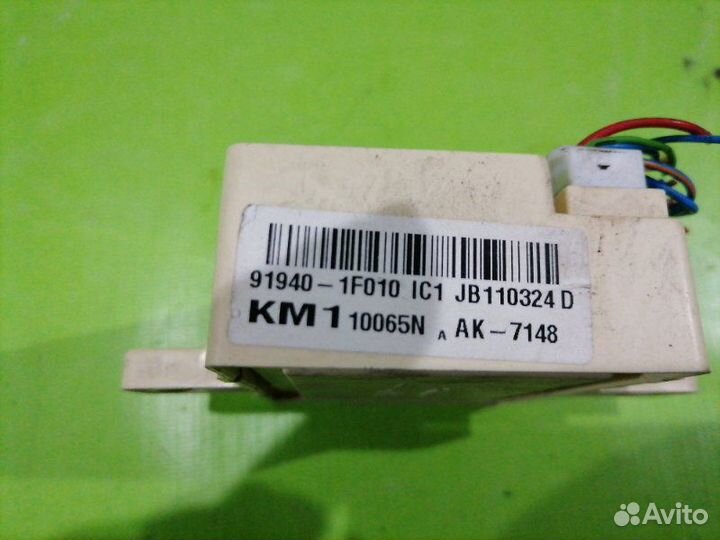 91940-1F010 IC1 JB110324 D
KM1 10065N A AK-7148
Avito